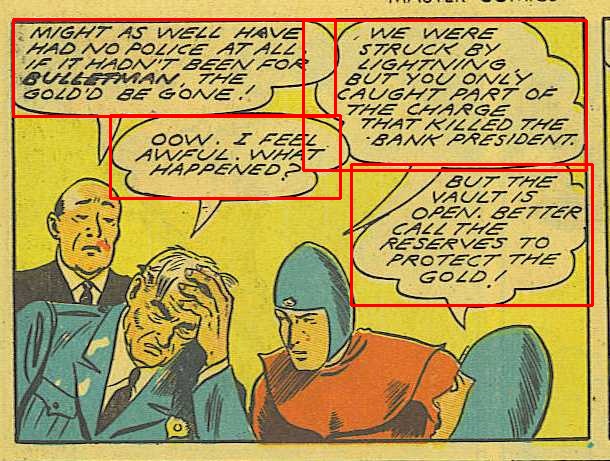 MASTER COMICS
MIGHT AS WELL HAVE
HAD NO POLICE AT ALL
IF IT HADN'T BEEN FOR
BULLETMAN, THE
GOLD'D BE GONE!
OOW. I FEEL
AWFUL. WHAT
HAPPENED?
WE WERE
STRUCK BY
LIGHTNING
BUT YOU ONLY
CAUGHT PART OF
THE CHARGE
THAT KILLED THE
BANK PRESIDENT.
BUT THE
VAULT IS
OPEN. BETTER
CALL THE
RESERVES TO
PROTECT THE
GOLD!